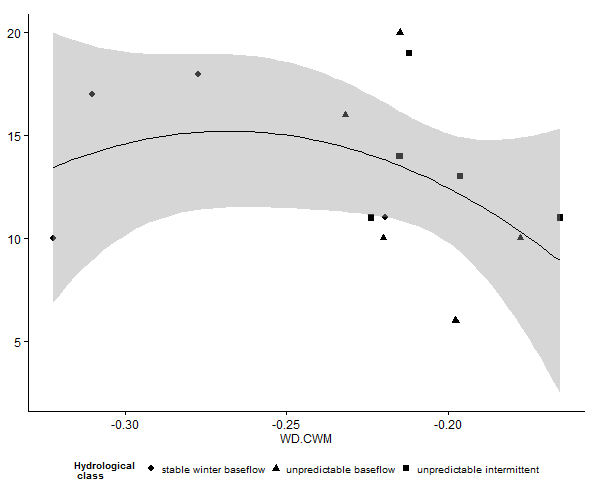 20
15
10
5
-0.30 -0.25 -0.20
WD.CWM
Hydrological
class
stable winter baseflow unpredictable baseflow unpredictable intermittent